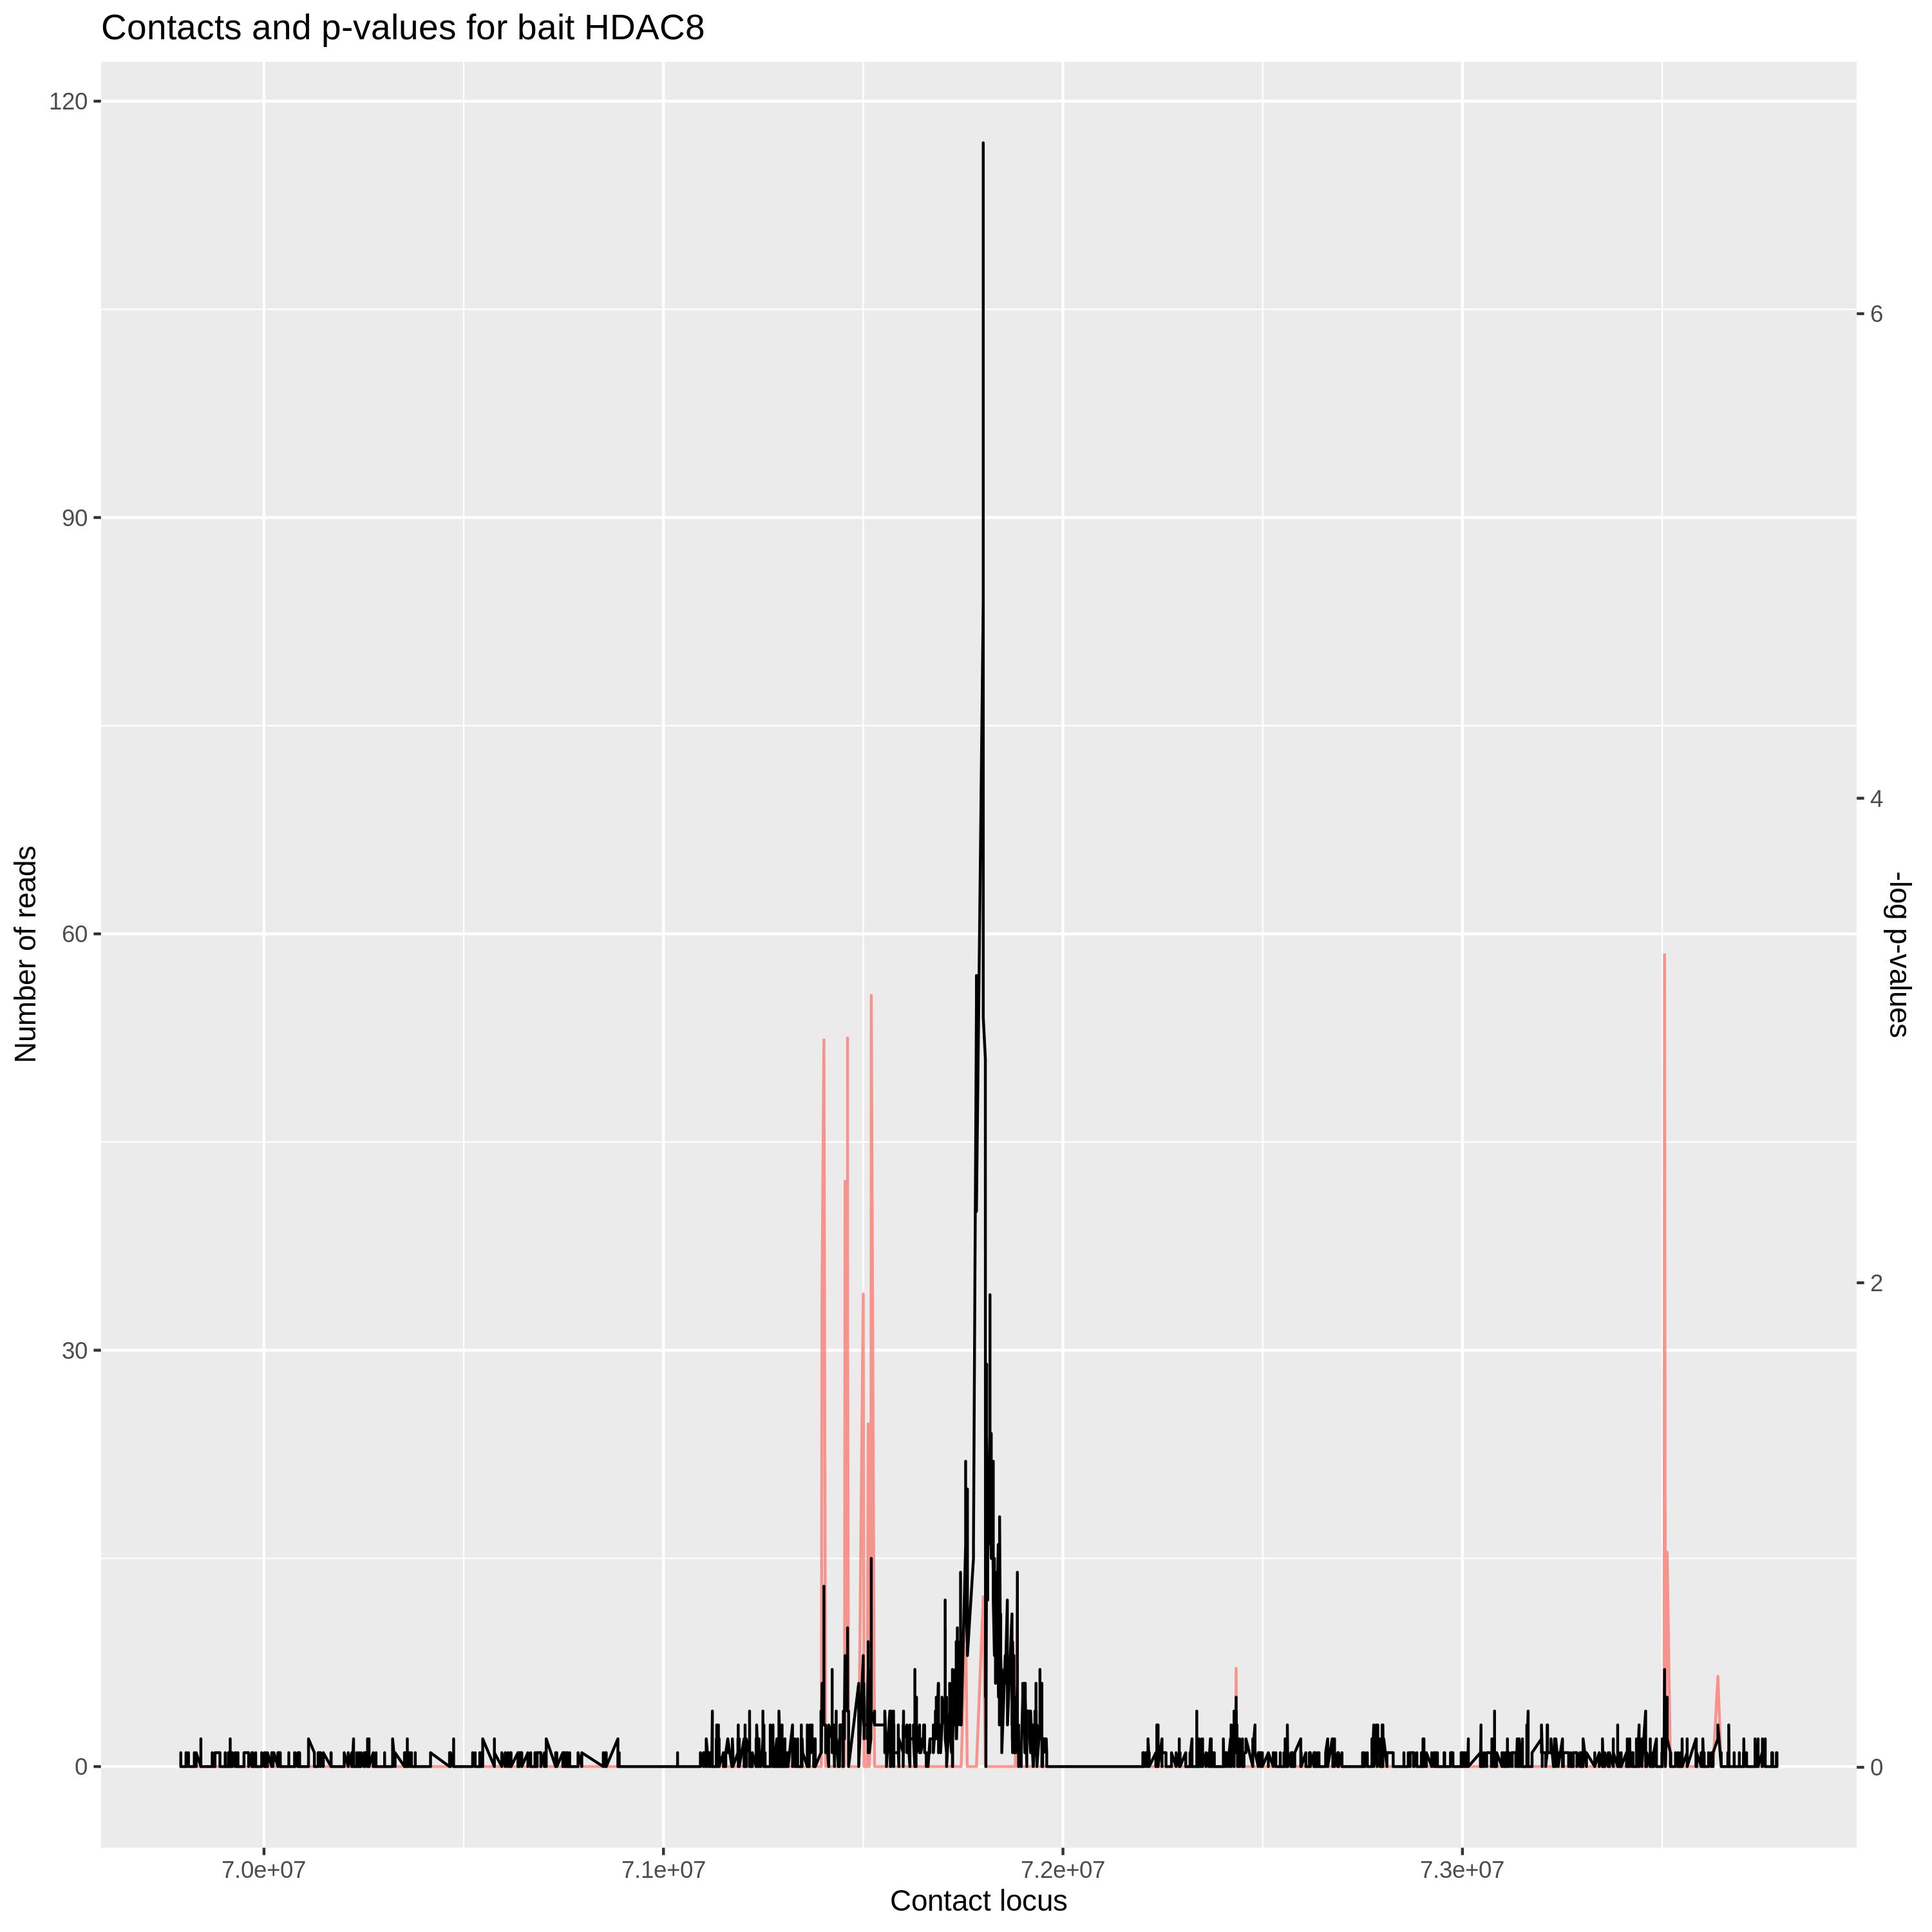 Contacts and p-values for bait HDAC8
120
90
60
30
0
Number of reads
6
4
2
0
-log p-values
7.0e+07 7.1e+07 7.2e+07 7.3e+07
Contact locus